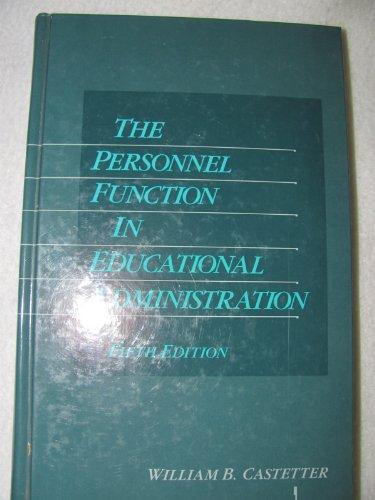 THE
PERSONNEL
FUNCTION
IN
EDUCATIONAL
ADMINISTRATION
FIFTH EDITION
WILLIAM B. CASTETTER